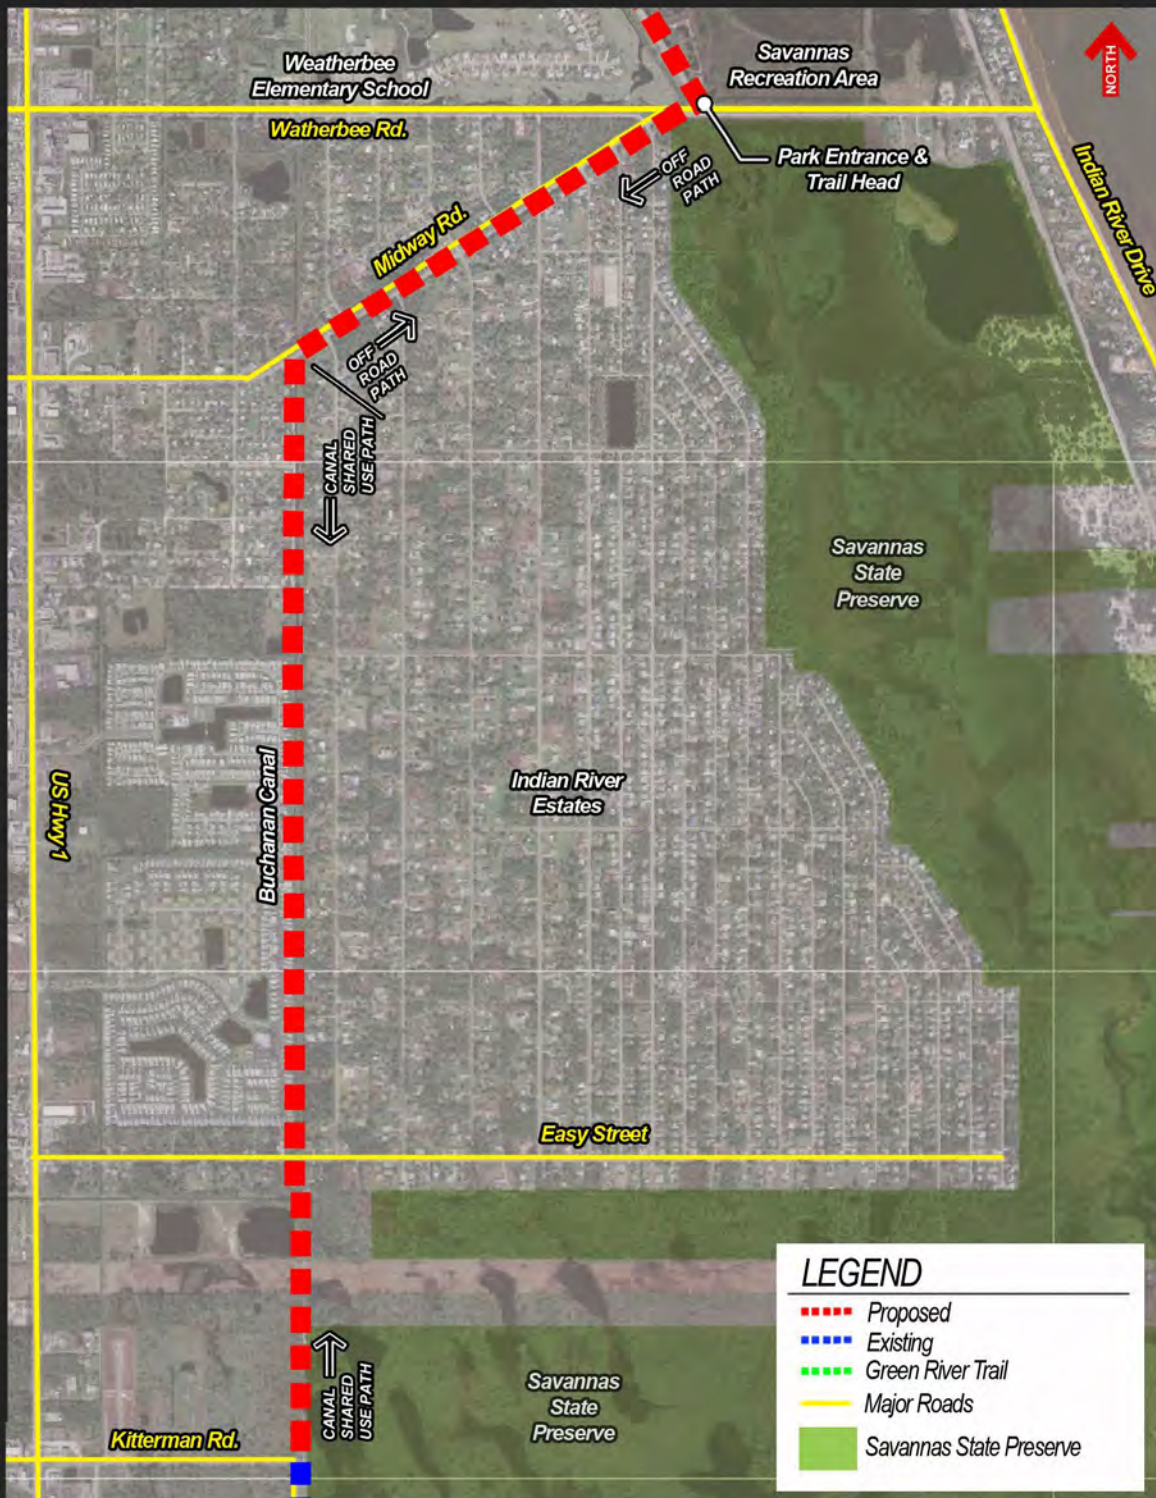 Weatherbee
Elementary School
Savannas
Recreation Area
NORTH
Watherbee Rd.
Park Entrance &
Trail Head
OFF
ROAD
PATH
Indian River Drive
Midway Rd.
OFF
ROAD
PATH
CANAL
SHARED
USE PATH
Savannas
State
Preserve
US Hwy 1
Buchanan Canal
Indian River
Estates
Easy Street
CANAL
SHARED
USE PATH
Savannas
State
Preserve
Kitterman Rd.
LEGEND
Proposed
Existing
Green River Trail
Major Roads
Savannas State Preserve